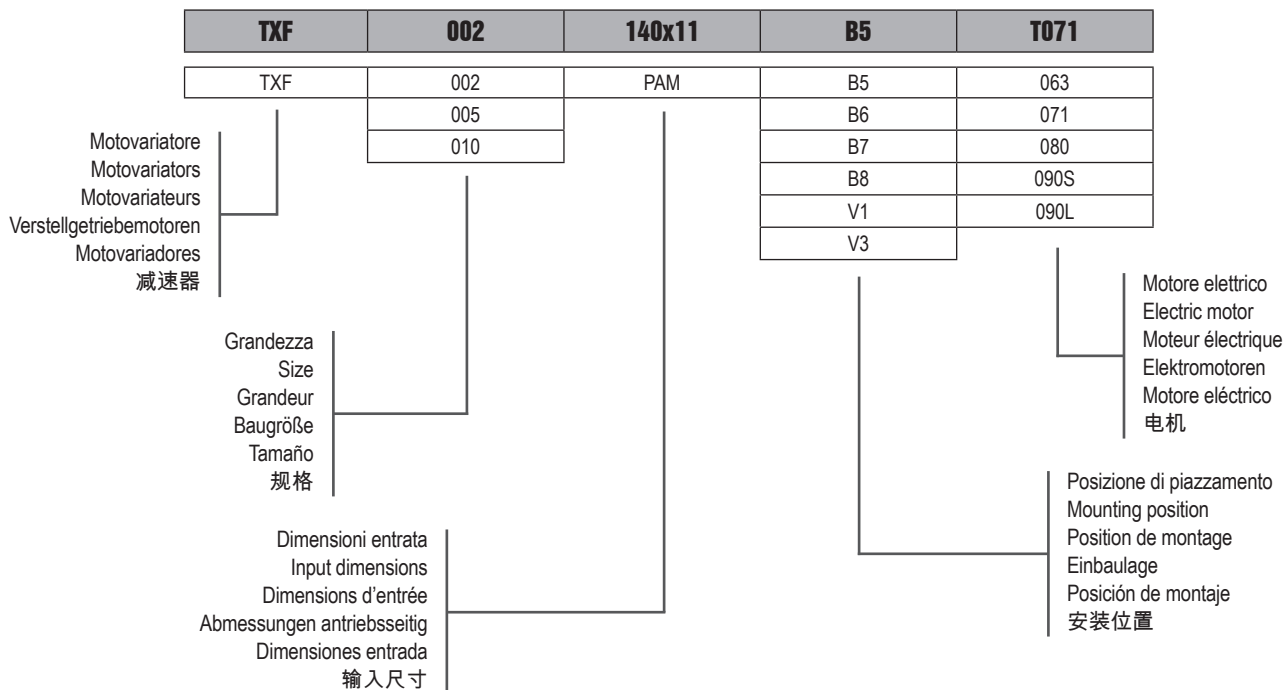 TXF 002 140x11 B5 T071
TXF 002 PAM B5 063
005 B6 071
010 B7 080
B8 090S
V1 090L
V3
Motovariatore
Motovariators
Motovariateurs
Verstellgetriebemotoren
Motovariadores
减速器
Grandezza
Size
Grandeur
Baugröße
Tamaño
规格
Dimensioni entrata
Input dimensions
Dimensions d’entrée
Abmessungen antriebsseitig
Dimensiones entrada
输入尺寸
Motore elettrico
Electric motor
Moteur électrique
Elektromotoren
Motore eléctrico
电机
Posizione di piazzamento
Mounting position
Position de montage
Einbaulage
Posición de montaje
安装位置